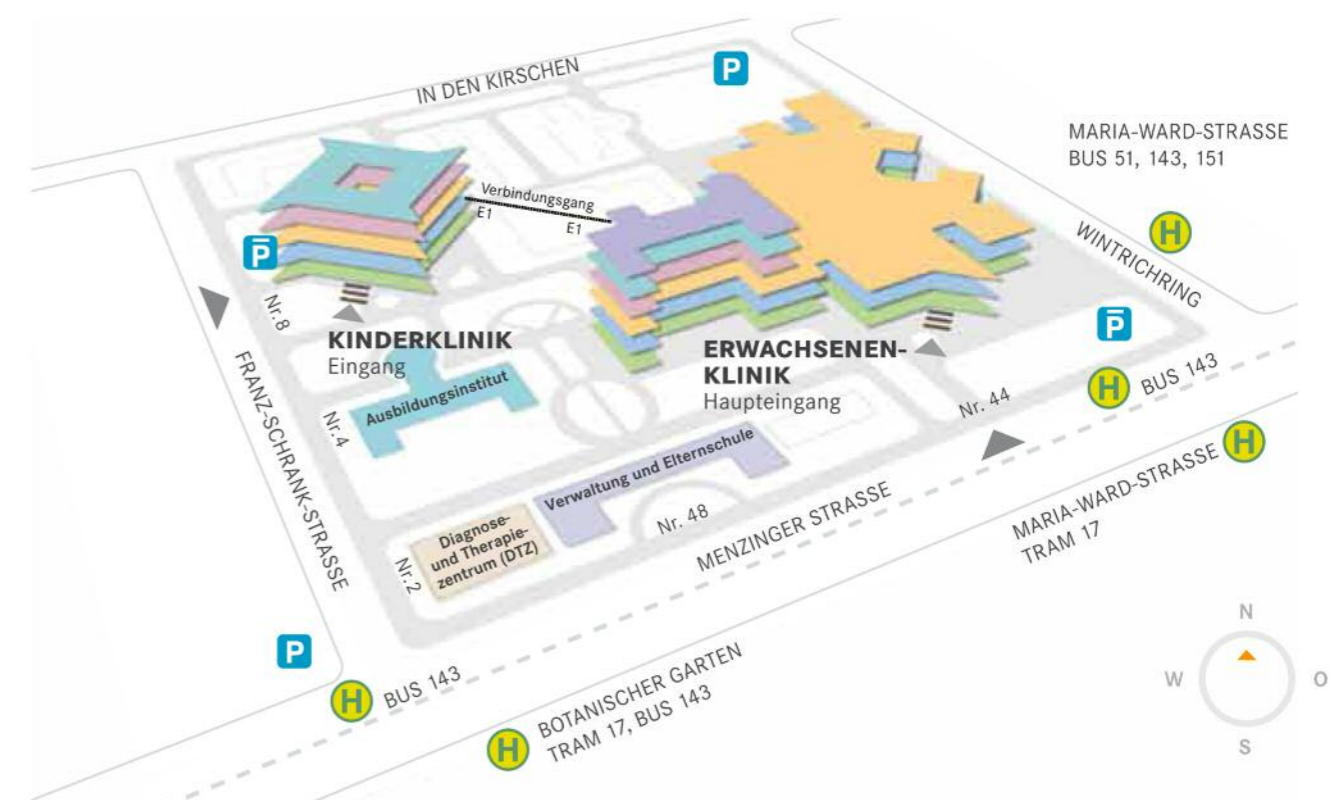 IN DEN KIRSCHEN
P
MARIA-WARD-STRASSE
BUS 51, 143, 151
H
WINTRICHRING
Verbindungsgang
E1
E1
P
Nr. 8
KINDERKLINIK
Eingang
FRANZ-SCHRANK-STRASSE
P
ERWACHSENEN-
KLINIK
Haupteingang
H
BUS 143
Nr. 44
Ausbildungsinstitut
Nr.4
H
MARIA-WARD-STRASSE
TRAM 17
Verwaltung und Elternschule
Nr. 48
MENZINGER STRASSE
Diagnose-
und Therapie-
zentrum (DTZ)
Nr.2
P
H
BUS 143
H
BOTANISCHER GARTEN
TRAM 17, BUS 143
N
W
O
S